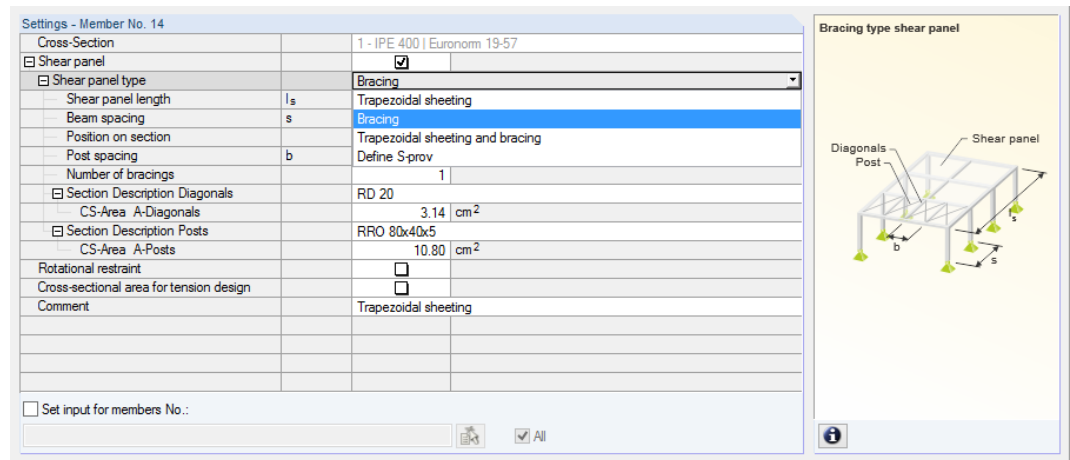 Settings - Member No. 14
Cross-Section 1 - IPE 400 | Euronorm 19-57
Shear panel
Shear panel type Bracing
Shear panel length ls Trapezoidal sheeting
Beam spacing s Bracing
Position on section Trapezoidal sheeting and bracing
Post spacing b Define S-prov
Number of bracings 1
Section Description Diagonals RD 20
CS-Area A-Diagonals 3.14 cm2
Section Description Posts RRO 80x40x5
CS-Area A-Posts 10.80 cm2
Rotational restraint
Cross-sectional area for tension design
Comment Trapezoidal sheeting
Set input for members No.:
All
Bracing type shear panel
Shear panel
Diagonals
Post
ls
b
s